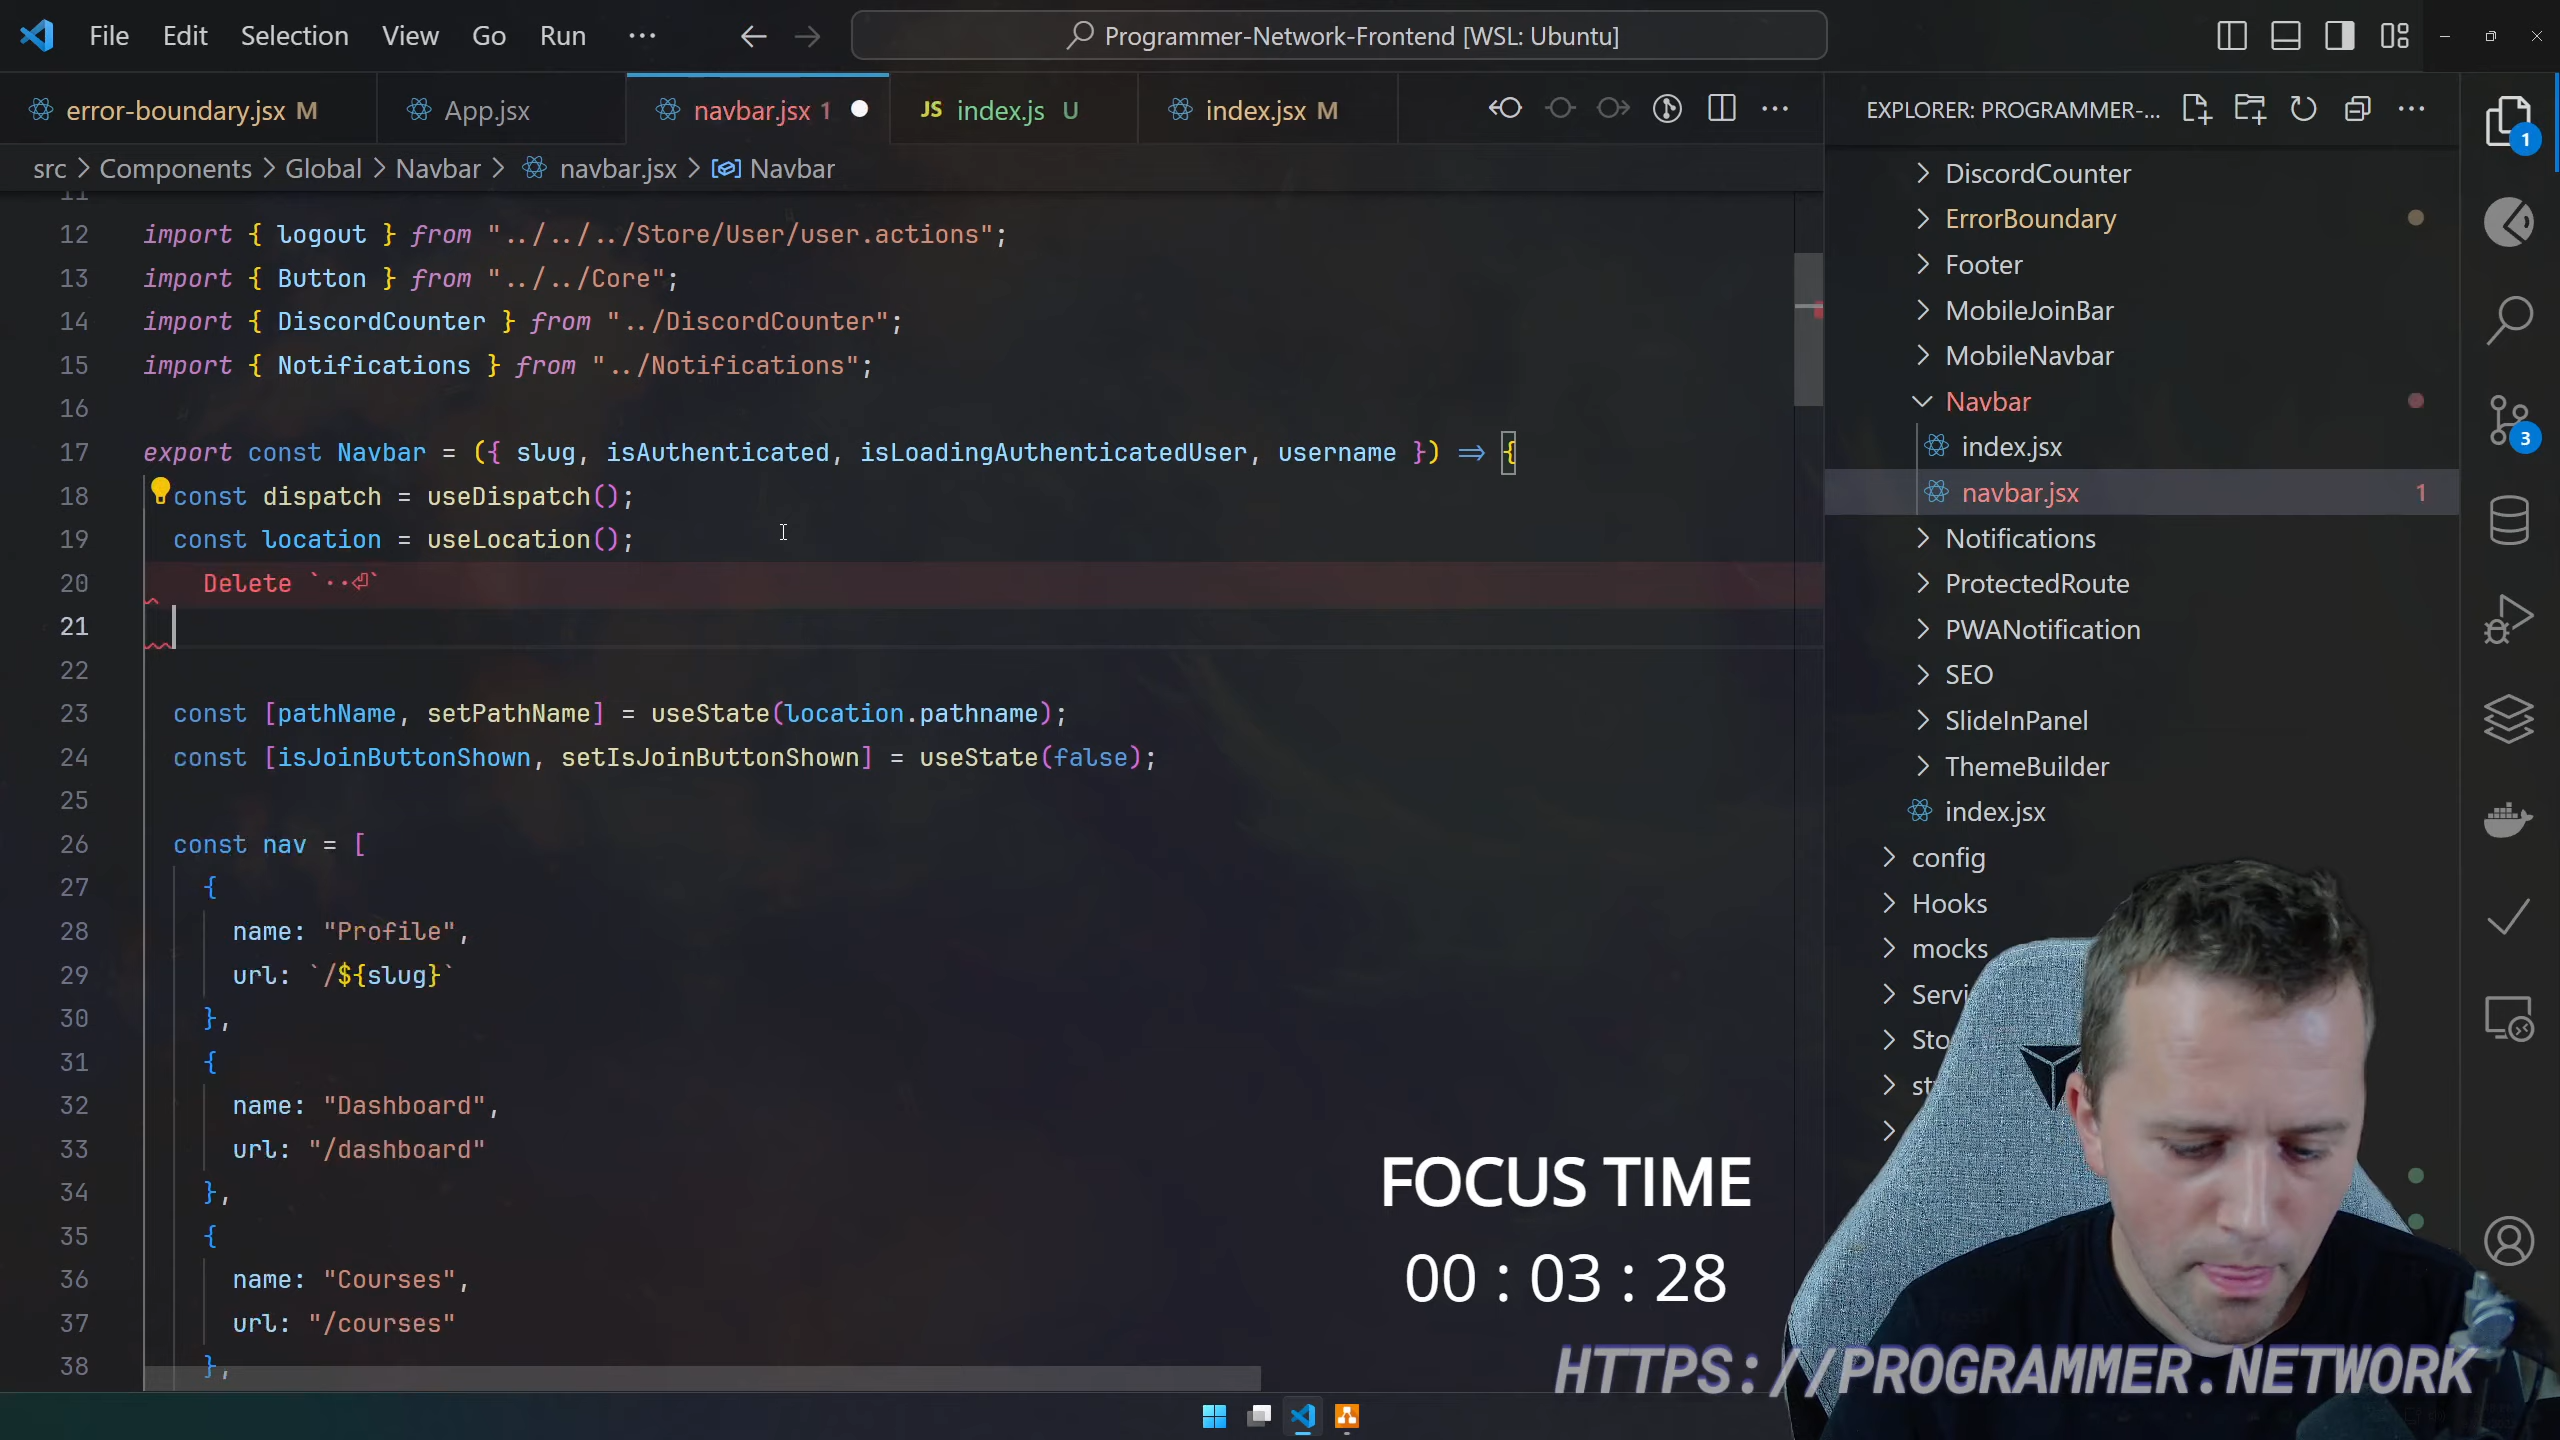 File Edit Selection View Go Run ··· Programmer-Network-Frontend [WSL: Ubuntu]
error-boundary.jsx M App.jsx navbar.jsx 1 JS index.js U index.jsx M
EXPLORER: PROGRAMMER-...
src > Components > Global > Navbar > navbar.jsx > Navbar
11
12 import { logout } from "../../../Store/User/user.actions";
13 import { Button } from "../../Core";
14 import { DiscordCounter } from "../DiscordCounter";
15 import { Notifications } from "../Notifications";
16
17 export const Navbar = ({ slug, isAuthenticated, isLoadingAuthenticatedUser, username }) => {
18 const dispatch = useDispatch();
19 const location = useLocation();
20 Delete `··⏎`
21
22
23 const [pathName, setPathName] = useState(location.pathname);
24 const [isJoinButtonShown, setIsJoinButtonShown] = useState(false);
25
26 const nav = [
27 {
28 name: "Profile",
29 url: `/${slug}`
30 },
31 {
32 name: "Dashboard",
33 url: "/dashboard"
34 },
35 {
36 name: "Courses",
37 url: "/courses"
38 },
DiscordCounter
ErrorBoundary
Footer
MobileJoinBar
MobileNavbar
Navbar
index.jsx
navbar.jsx 1
Notifications
ProtectedRoute
PWANotification
SEO
SlideInPanel
ThemeBuilder
index.jsx
config
Hooks
mocks
Servi
Sto
st
1
3
FOCUS TIME
00 : 03 : 28
HTTPS://PROGRAMMER.NETWORK